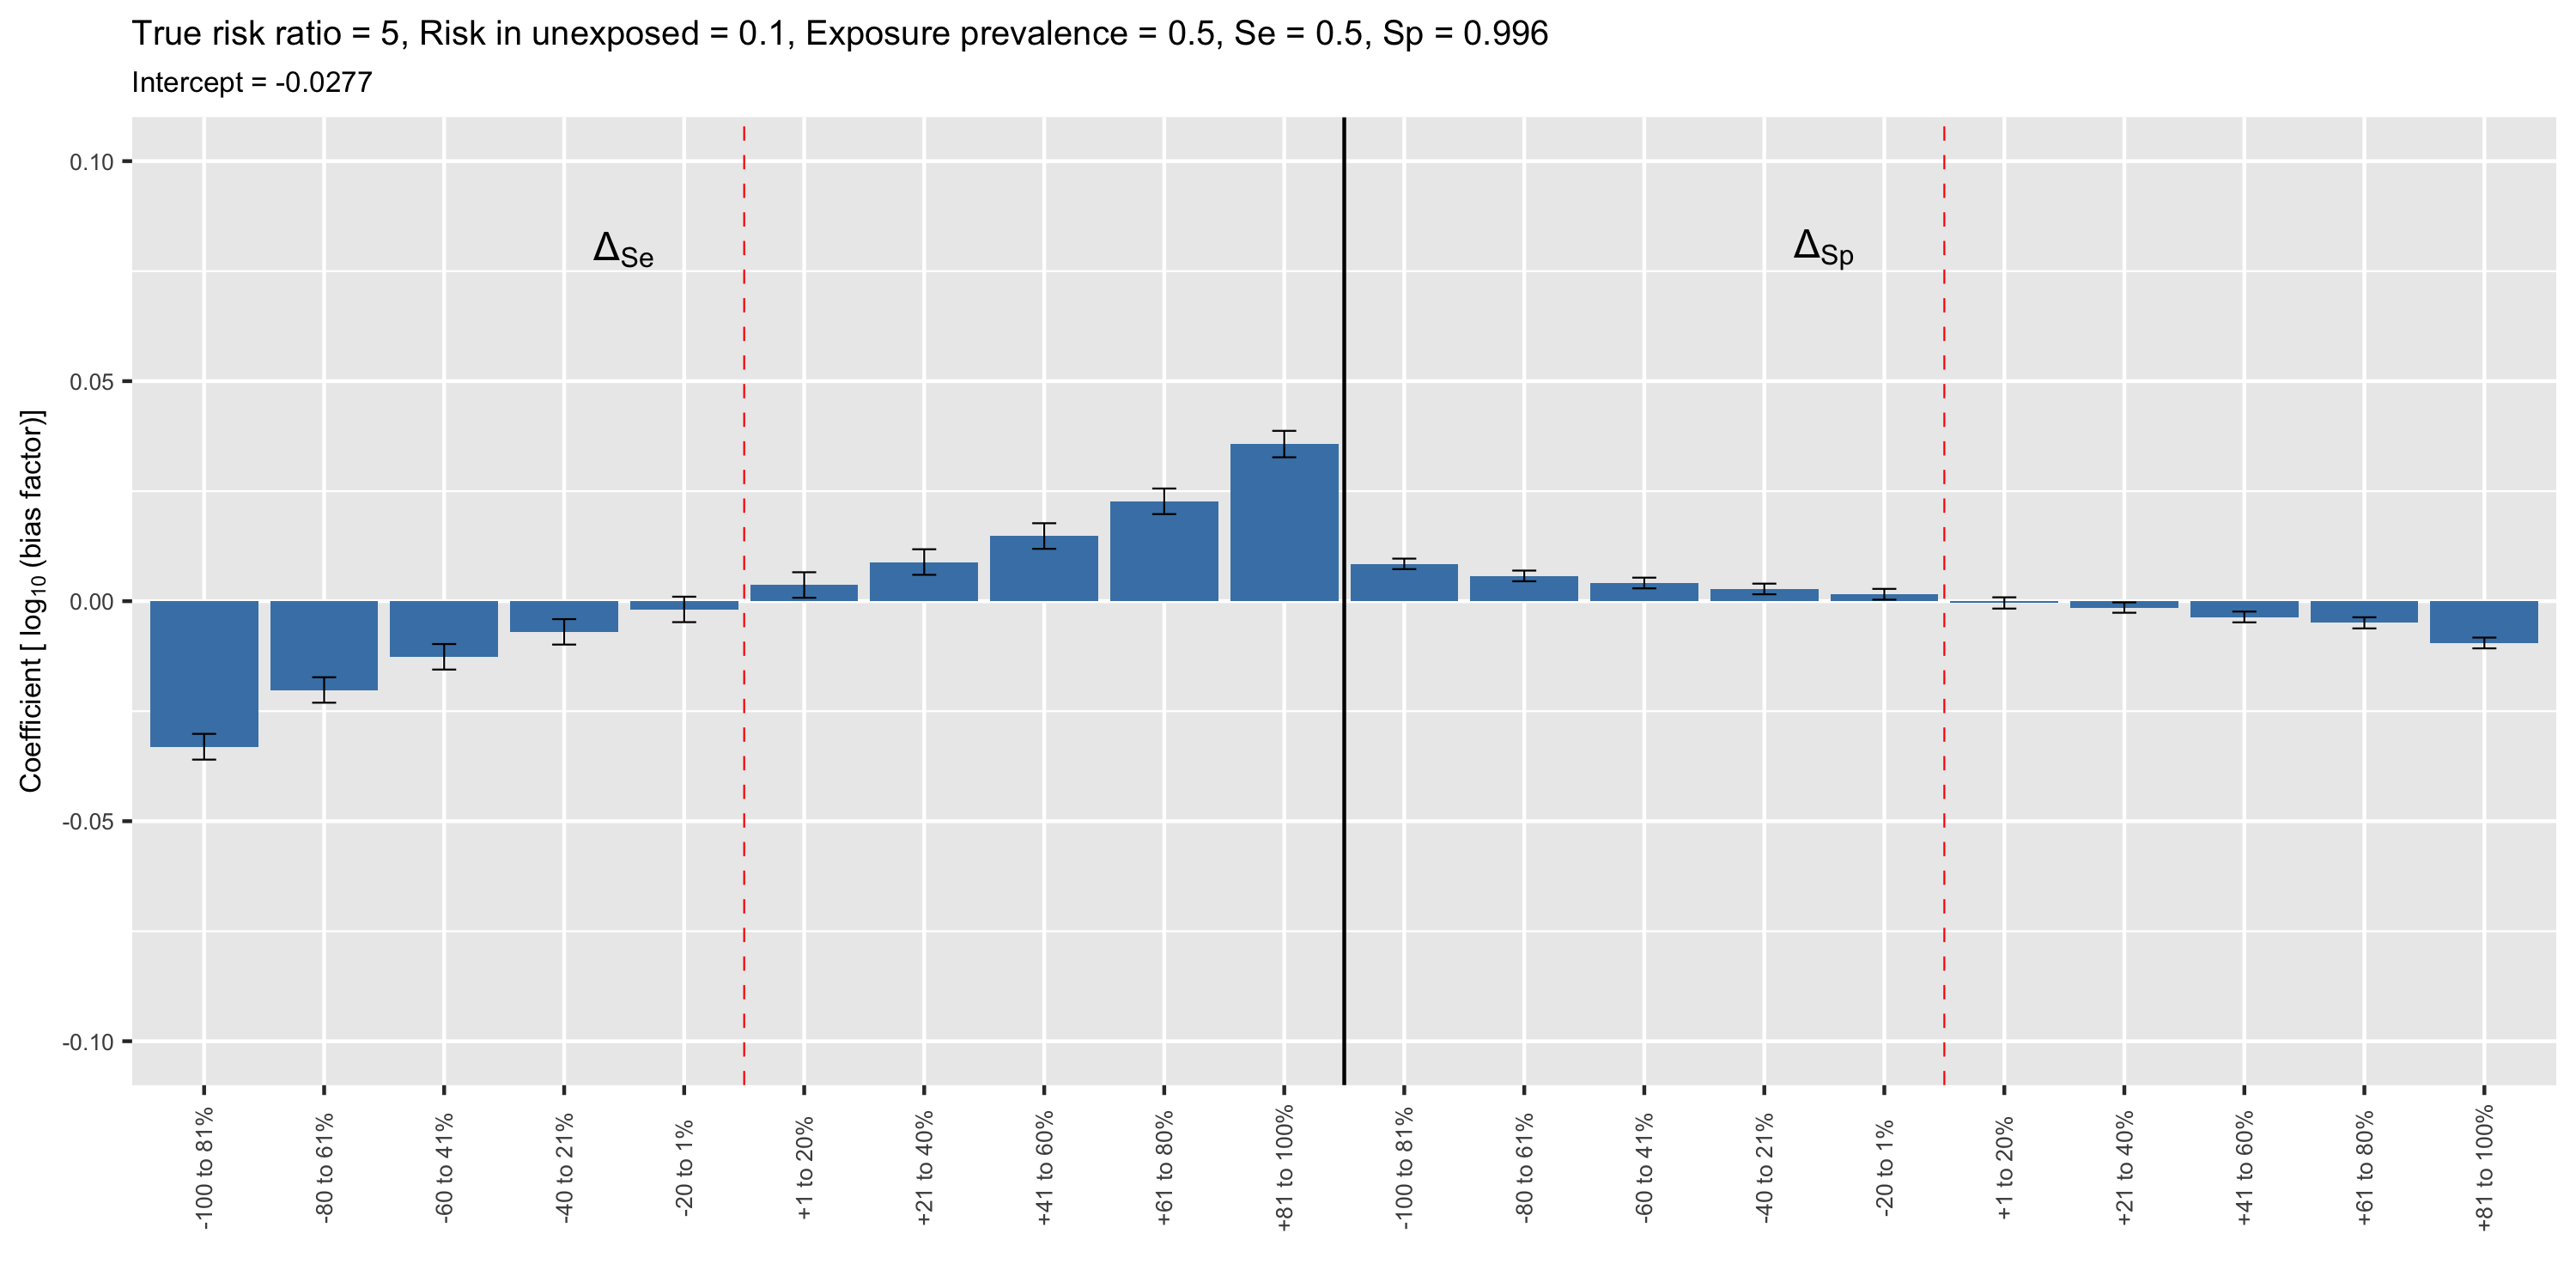 True risk ratio = 5, Risk in unexposed = 0.1, Exposure prevalence = 0.5, Se = 0.5, Sp = 0.996
Intercept = -0.0277
Coefficient [ log10 (bias factor)]
0.10
0.05
0.00
-0.05
-0.10
ΔSe
ΔSp
-100 to 81%
-80 to 61%
-60 to 41%
-40 to 21%
-20 to 1%
+1 to 20%
+21 to 40%
+41 to 60%
+61 to 80%
+81 to 100%
-100 to 81%
-80 to 61%
-60 to 41%
-40 to 21%
-20 to 1%
+1 to 20%
+21 to 40%
+41 to 60%
+61 to 80%
+81 to 100%